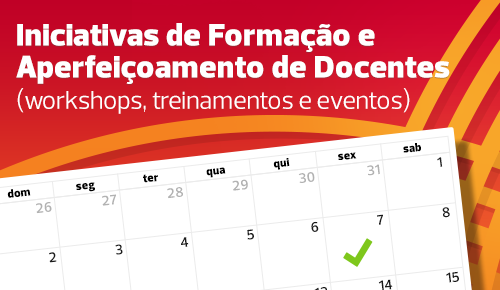 Iniciativas de Formação e
Aperfeiçoamento de Docentes
(workshops, treinamentos e eventos)
dom seg ter qua qui sex sab
26 27 28 29 30 31 1
2 3 4 5 6 7 8
14 15